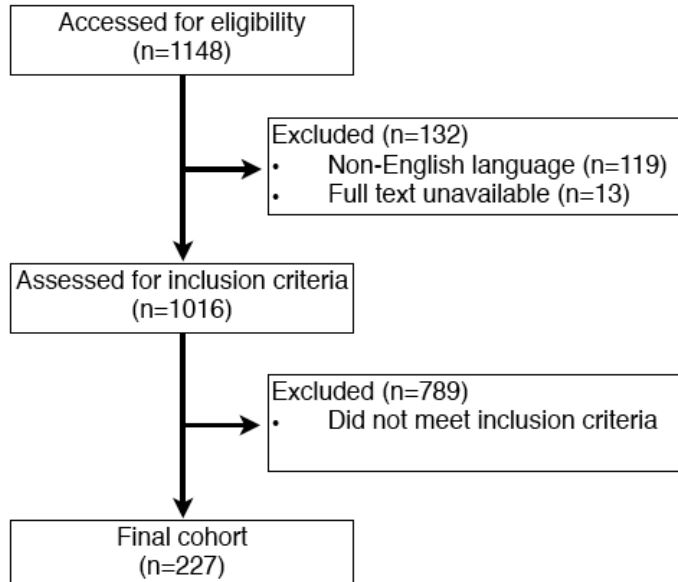 Accessed for eligibility
(n=1148)
Excluded (n=132)
• Non-English language (n=119)
• Full text unavailable (n=13)
Assessed for inclusion criteria
(n=1016)
Excluded (n=789)
• Did not meet inclusion criteria
Final cohort
(n=227)